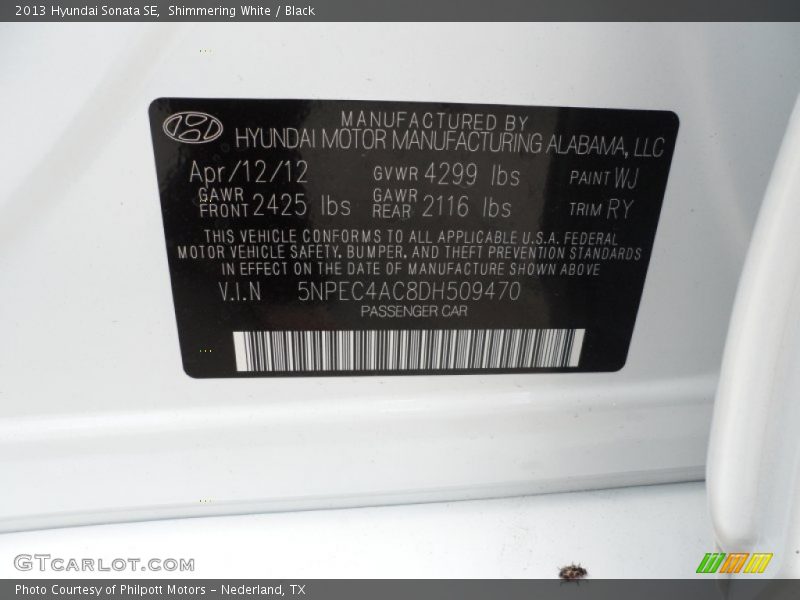 2013 Hyundai Sonata SE,  Shimmering White / Black
MANUFACTURED BY
HYUNDAI MOTOR MANUFACTURING ALABAMA, LLC
Apr/12/12 GVWR 4299 lbs PAINT WJ
GAWR FRONT 2425 lbs GAWR REAR 2116 lbs TRIM RY
THIS VEHICLE CONFORMS TO ALL APPLICABLE U.S.A. FEDERAL
MOTOR VEHICLE SAFETY, BUMPER, AND THEFT PREVENTION STANDARDS
IN EFFECT ON THE DATE OF MANUFACTURE SHOWN ABOVE
V.I.N 5NPEC4AC8DH509470
PASSENGER CAR
GTCARLOT.COM
Photo Courtesy of Philpott Motors - Nederland, TX